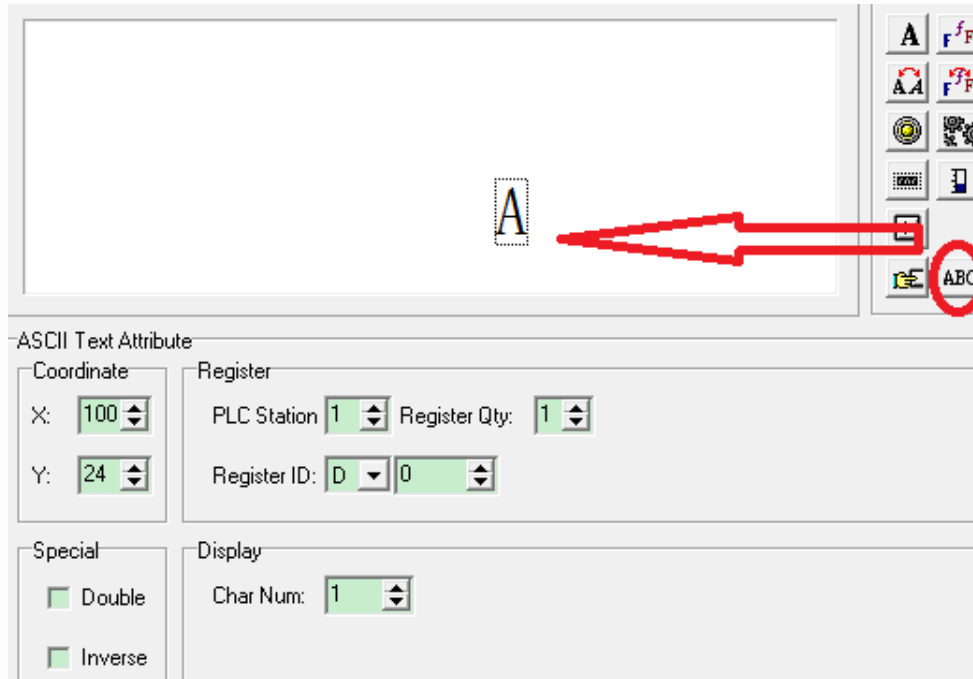 A
A
A A
ABC
ASCII Text Attribute
Coordinate
Register
X: 100
PLC Station 1 Register Qty: 1
Y: 24
Register ID: D 0
Special
Display
Double
Char Num: 1
Inverse